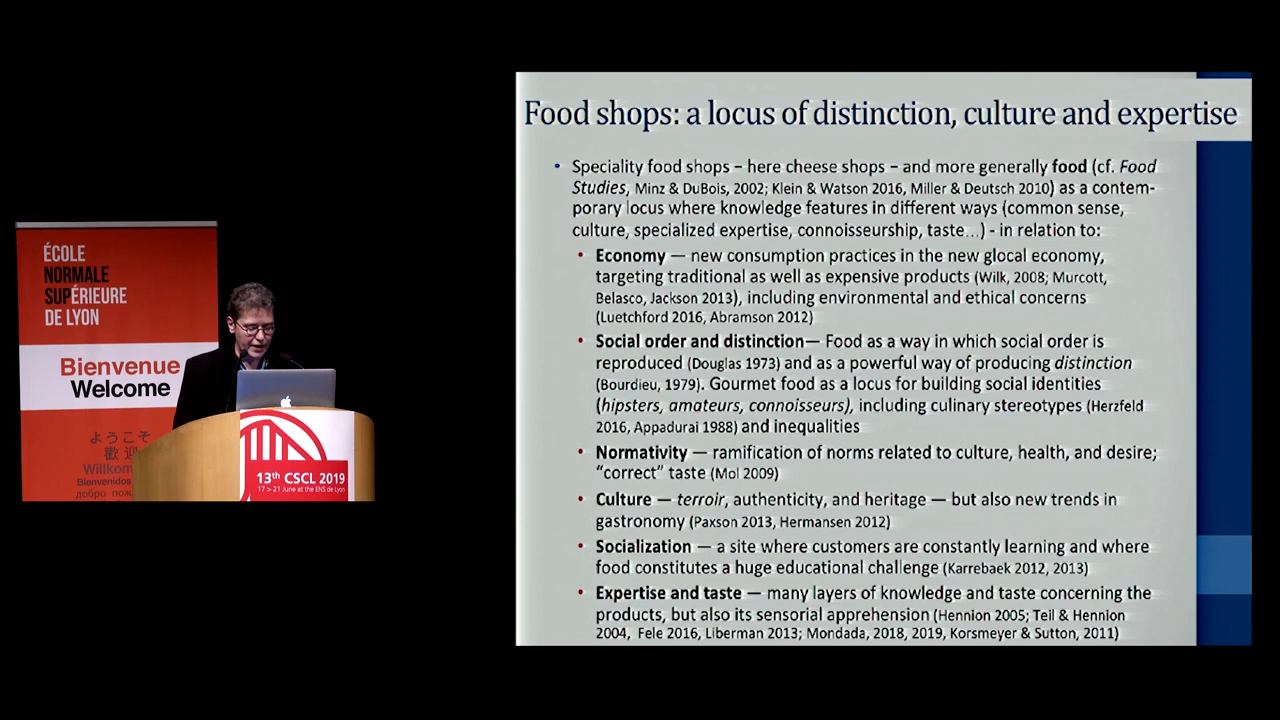 ÉCOLE
NORMALE
SUPÉRIEURE
DE LYON
Bienvenue
Welcome
ようこそ
歡迎
Willkom
Bienvenidos
добро пож
13th CSCL 2019
17 > 21 June at the ENS de Lyon
Food shops: a locus of distinction, culture and expertise
• Speciality food shops – here cheese shops – and more generally food (cf. Food
Studies, Minz & DuBois, 2002; Klein & Watson 2016, Miller & Deutsch 2010) as a contem-
porary locus where knowledge features in different ways (common sense,
culture, specialized expertise, connoisseurship, taste...) - in relation to:
• Economy — new consumption practices in the new glocal economy,
targeting traditional as well as expensive products (Wilk, 2008; Murcott,
Belasco, Jackson 2013), including environmental and ethical concerns
(Luetchford 2016, Abramson 2012)
• Social order and distinction— Food as a way in which social order is
reproduced (Douglas 1973) and as a powerful way of producing distinction
(Bourdieu, 1979). Gourmet food as a locus for building social identities
(hipsters, amateurs, connoisseurs), including culinary stereotypes (Herzfeld
2016, Appadurai 1988) and inequalities
• Normativity — ramification of norms related to culture, health, and desire;
“correct” taste (Mol 2009)
• Culture — terroir, authenticity, and heritage — but also new trends in
gastronomy (Paxson 2013, Hermansen 2012)
• Socialization — a site where customers are constantly learning and where
food constitutes a huge educational challenge (Karrebaek 2012, 2013)
• Expertise and taste — many layers of knowledge and taste concerning the
products, but also its sensorial apprehension (Hennion 2005; Teil & Hennion
2004, Fele 2016, Liberman 2013; Mondada, 2018, 2019, Korsmeyer & Sutton, 2011)